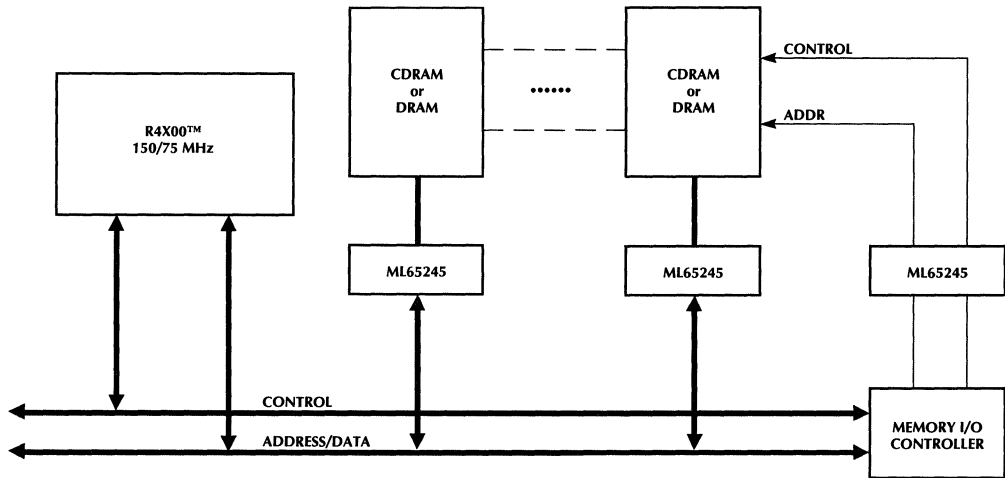 R4X00™
150/75 MHz
CDRAM
or
DRAM
••••••
CDRAM
or
DRAM
CONTROL
ADDR
ML65245
ML65245
ML65245
CONTROL
ADDRESS/DATA
MEMORY I/O
CONTROLLER